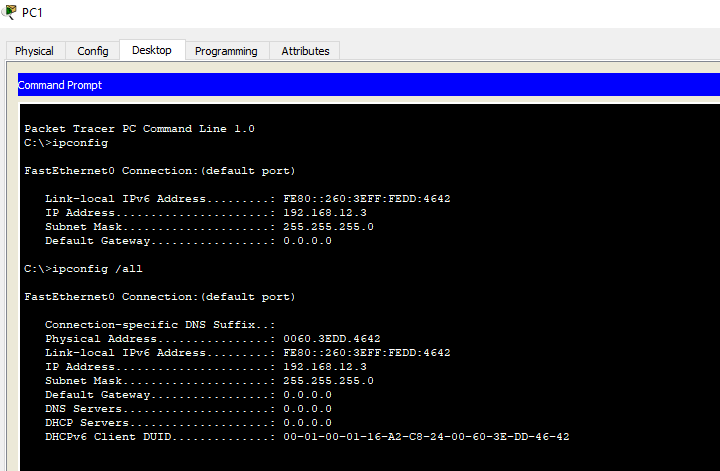 PC1
Physical Config Desktop Programming Attributes
Command Prompt
Packet Tracer PC Command Line 1.0
C:\>ipconfig
FastEthernet0 Connection:(default port)
Link-local IPv6 Address.........: FE80::260:3EFF:FEDD:4642
IP Address......................: 192.168.12.3
Subnet Mask.....................: 255.255.255.0
Default Gateway.................: 0.0.0.0
C:\>ipconfig /all
FastEthernet0 Connection:(default port)
Connection-specific DNS Suffix..:
Physical Address................: 0060.3EDD.4642
Link-local IPv6 Address.........: FE80::260:3EFF:FEDD:4642
IP Address......................: 192.168.12.3
Subnet Mask.....................: 255.255.255.0
Default Gateway.................: 0.0.0.0
DNS Servers.....................: 0.0.0.0
DHCP Servers....................: 0.0.0.0
DHCPv6 Client DUID..............: 00-01-00-01-16-A2-C8-24-00-60-3E-DD-46-42